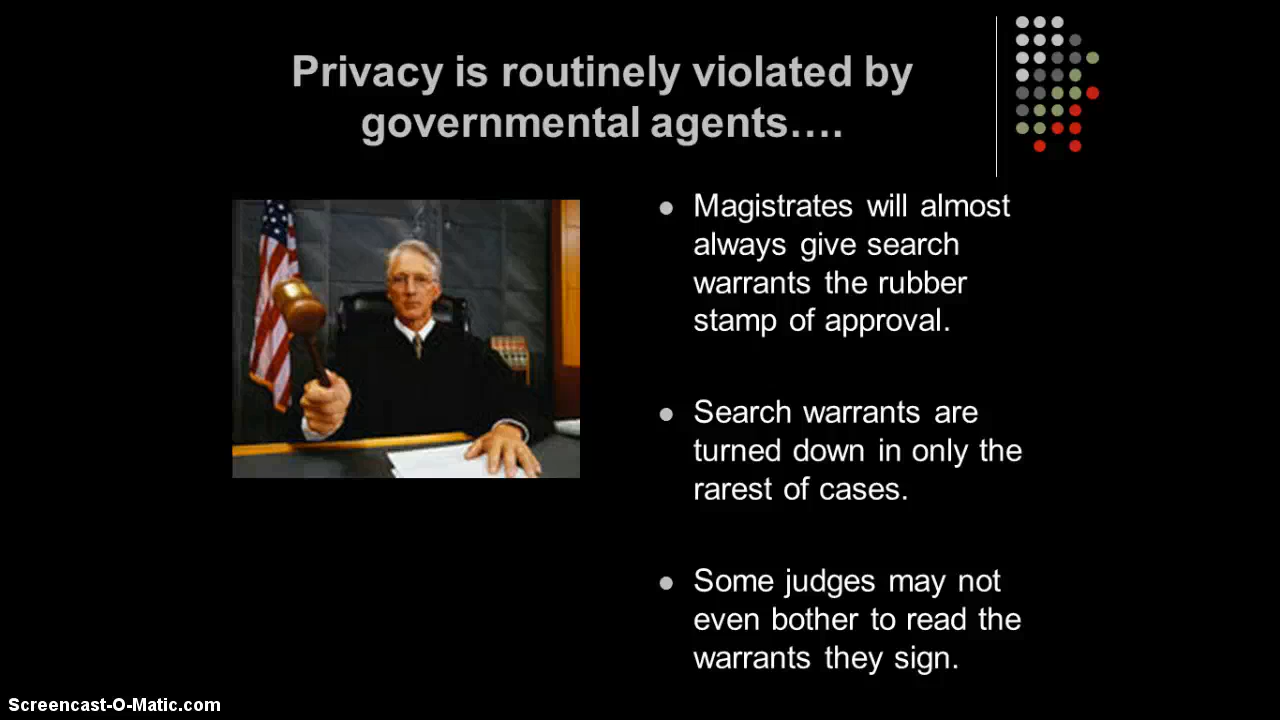 Privacy is routinely violated by
governmental agents….
Magistrates will almost
always give search
warrants the rubber
stamp of approval.
Search warrants are
turned down in only the
rarest of cases.
Some judges may not
even bother to read the
warrants they sign.
Screencast-O-Matic.com